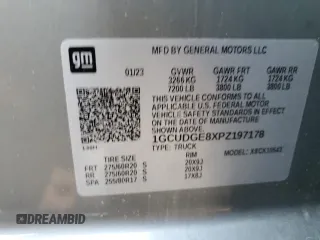 gm
MFD BY GENERAL MOTORS LLC
01/23
GVWR GAWR FRT GAWR RR
3266 KG 1724 KG 1724 KG
7200 LB 3800 LB 3800 LB
THIS VEHICLE CONFORMS TO ALL APPLICABLE
U.S. FEDERAL MOTOR VEHICLE SAFETY
STANDARDS IN EFFECT ON THE DATE OF
MANUFACTURE SHOWN ABOVE.
1GCUDGE8XPZ197178
TYPE: TRUCK MODEL:
TIRE SIZE RIM
FRT 275/60R20 S 20X9J
RR 275/60R20 S 20X9J
SPA 255/80R17 S 17X8J
DREAMBID